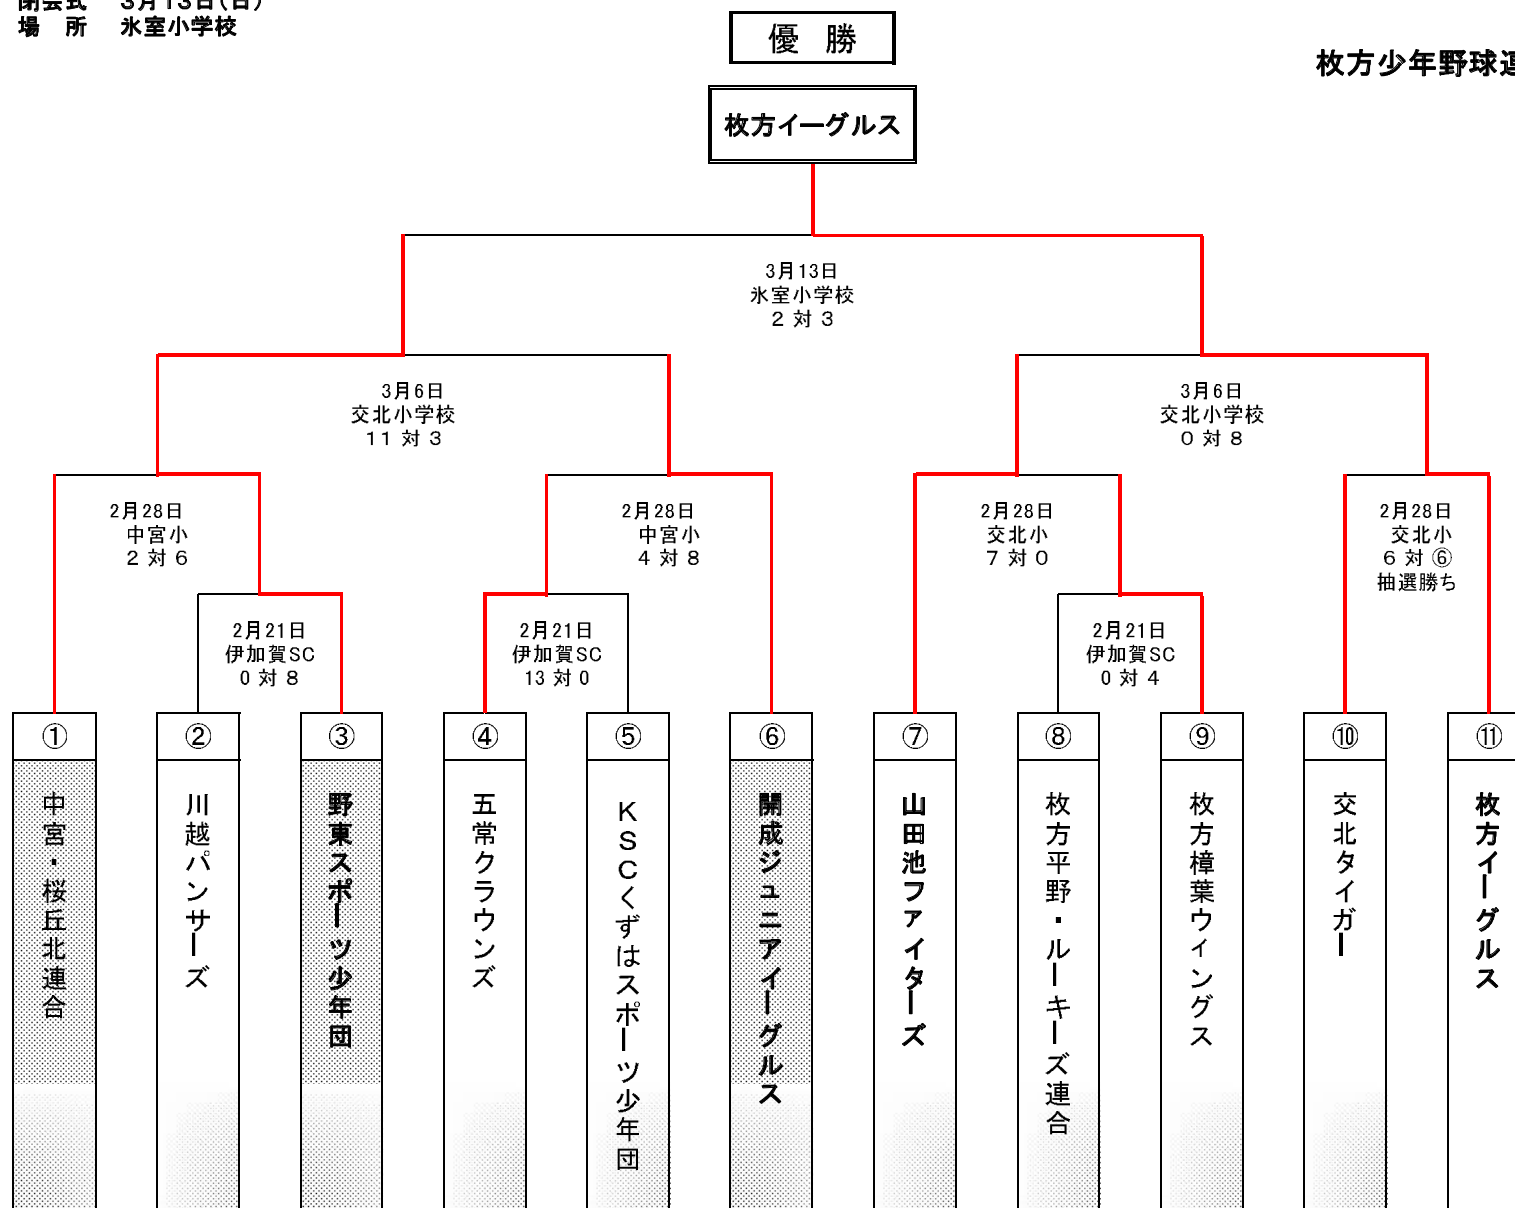 閉会式　3月13日(日)
場　所　氷室小学校
優　勝
枚方少年野球連
枚方イーグルス
3月13日
氷室小学校
2 対 3
3月6日
交北小学校
11 対 3
3月6日
交北小学校
0 対 8
2月28日
中宮小
2 対 6
2月28日
中宮小
4 対 8
2月28日
交北小
7 対 0
2月28日
交北小
6 対 ⑥
抽選勝ち
2月21日
伊加賀SC
0 対 8
2月21日
伊加賀SC
13 対 0
2月21日
伊加賀SC
0 対 4
①
②
③
④
⑤
⑥
⑦
⑧
⑨
⑩
⑪
中宮・桜丘北連合
川越パンサーズ
野東スポーツ少年団
五常クラウンズ
KSCくずはスポーツ少年団
開成ジュニアイーグルス
山田池ファイターズ
枚方平野・ルーキーズ連合
枚方樟葉ウィングス
交北タイガー
枚方イーグルス